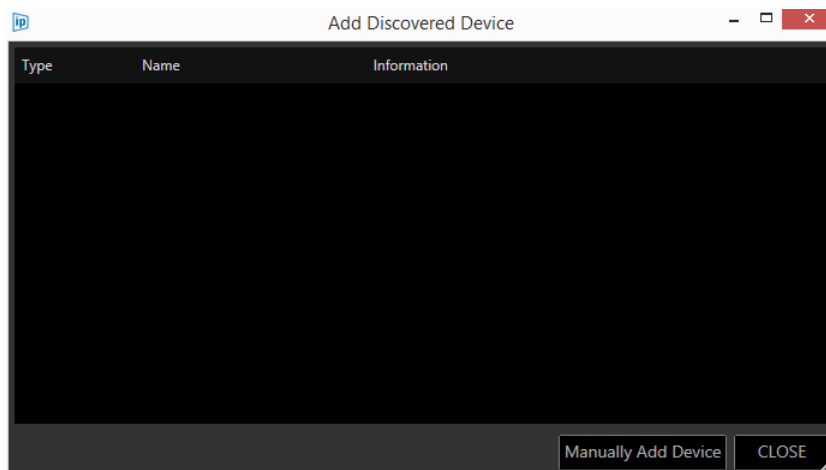 ip
Add Discovered Device
Type Name Information
Manually Add Device CLOSE